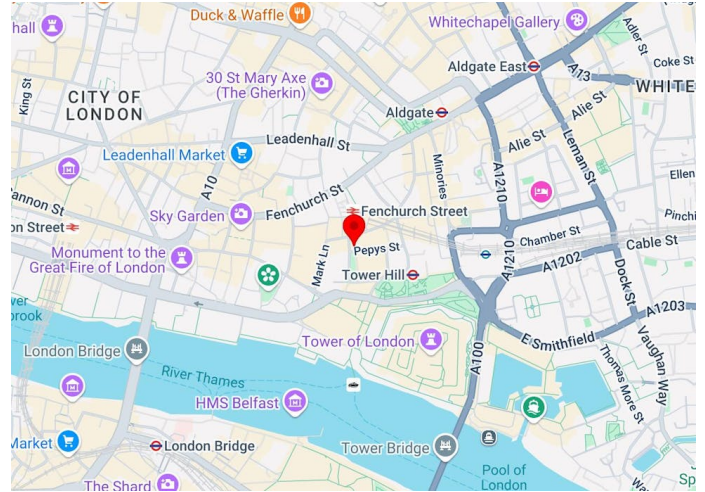 Duck & Waffle
Whitechapel Gallery
hall
Adler St
Coke St
Aldgate East
A13
30 St Mary Axe
(The Gherkin)
King St
CITY OF
LONDON
WHITE
Aldgate
Alie St
Leadenhall St
Alie St
Leman St
Leadenhall Market
Minories
A1210
A10
Ellen
Cannon St
Fenchurch St
Fenchurch Street
Sky Garden
Pinchi
on Street
Pepys St
Chamber St
Cable St
Monument to the
Great Fire of London
Mark Ln
A1210
A1202
Tower Hill
Dock St
A1203
ver
brook
E Smithfield
Tower of London
A100
Vaughan Way
London Bridge
Thomas More St
River Thames
HMS Belfast
Market
London Bridge
Tower Bridge
Pool of
London
The Shard
Wa
Sp